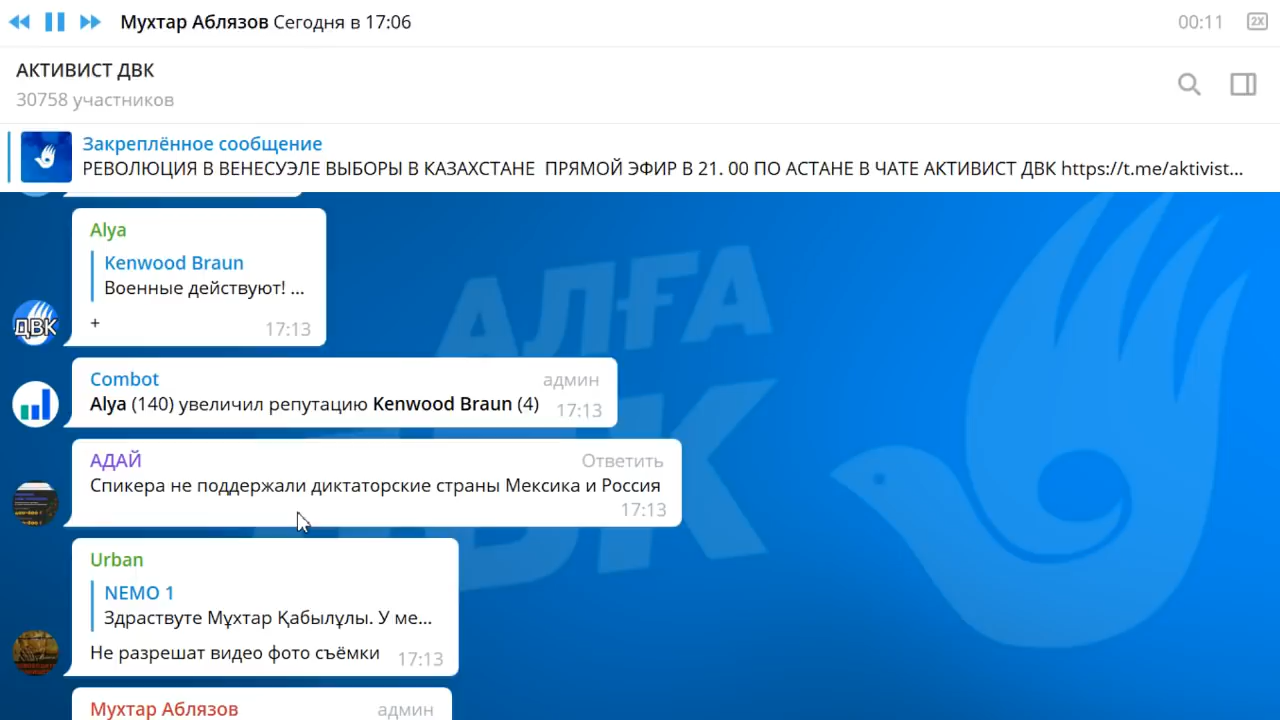 Мухтар Аблязов Сегодня в 17:06
00:11
2X
АКТИВИСТ ДВК
30758 участников
Закреплённое сообщение
РЕВОЛЮЦИЯ В ВЕНЕСУЭЛЕ ВЫБОРЫ В КАЗАХСТАНЕ ПРЯМОЙ ЭФИР В 21. 00 ПО АСТАНЕ В ЧАТЕ АКТИВИСТ ДВК https://t.me/aktivist...
АЛҒА
ДВК
Alya
Kenwood Braun
Военные действуют! ...
+
17:13
ДВК
Combot
админ
Alya (140) увеличил репутацию Kenwood Braun (4)
17:13
АДАЙ
Ответить
Спикера не поддержали диктаторские страны Мексика и Россия
17:13
Urban
NEMO 1
Здраствуте Мұхтар Қабылұлы. У ме...
Не разрешат видео фото съёмки
17:13
Мухтар Аблязов
админ